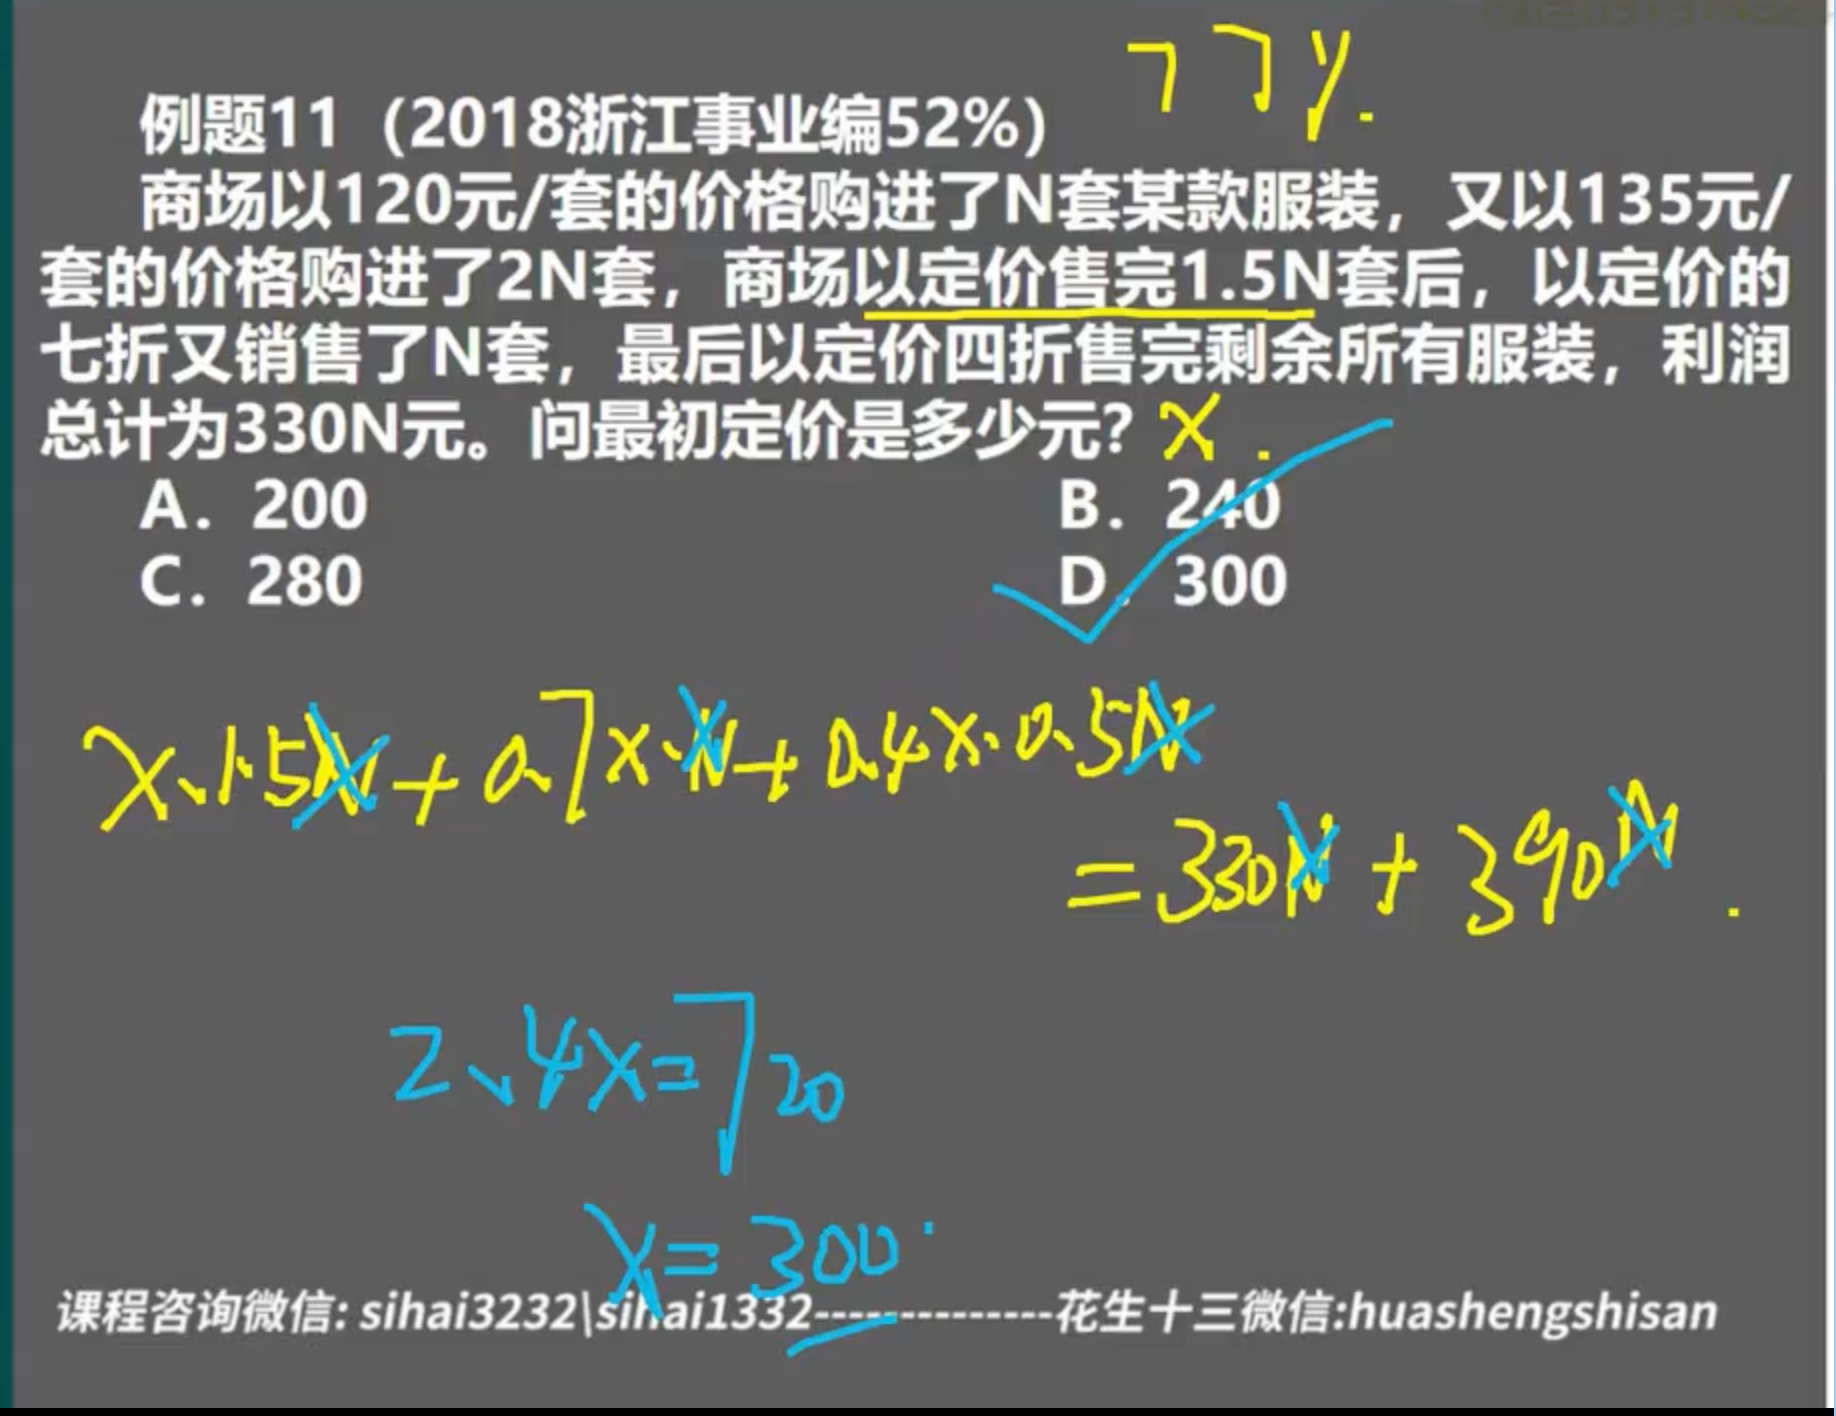 77%.
例题11（2018浙江事业编52%）
商场以120元/套的价格购进了N套某款服装，又以135元/
套的价格购进了2N套，商场以定价售完1.5N套后，以定价的
七折又销售了N套，最后以定价四折售完剩余所有服装，利润
总计为330N元。问最初定价是多少元？ x.
A. 200
B. 240
C. 280
D. 300
x·1.5N+0.7x·N+0.4x·0.5N
=330N+390N.
2.4x=720
x=300
课程咨询微信: sihai3232\sihai1332--------------花生十三微信:huashengshisan